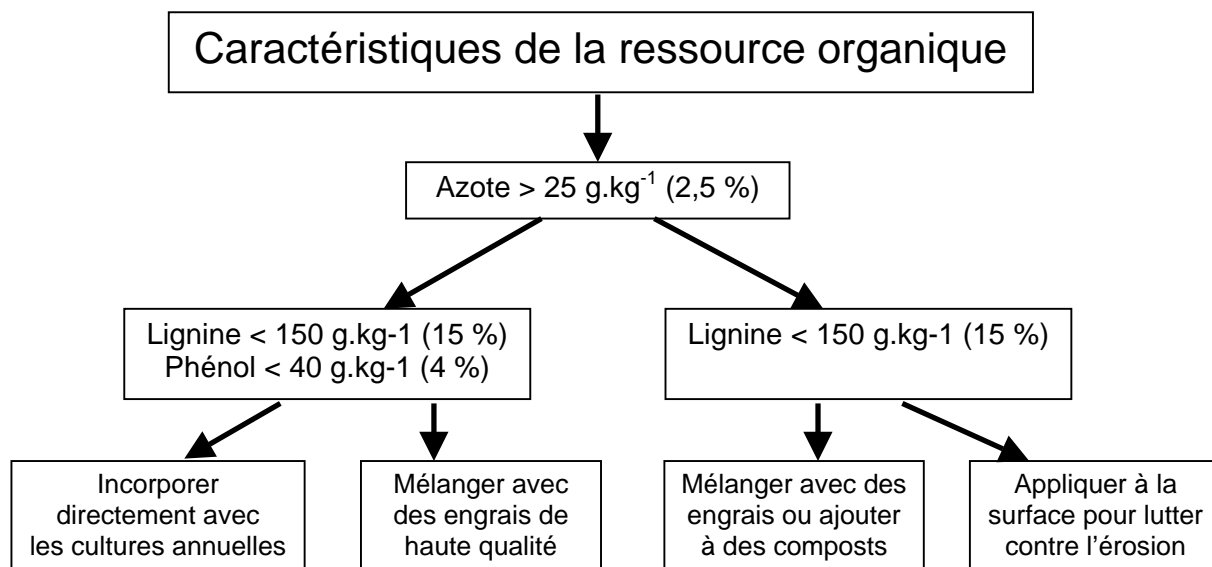 Caractéristiques de la ressource organique
Azote > 25 g.kg⁻¹ (2,5 %)
Lignine < 150 g.kg-1 (15 %)
Phénol < 40 g.kg-1 (4 %)
Lignine < 150 g.kg-1 (15 %)
Incorporer
directement avec
les cultures annuelles
Mélanger avec
des engrais de
haute qualité
Mélanger avec des
engrais ou ajouter
à des composts
Appliquer à la
surface pour lutter
contre l’érosion